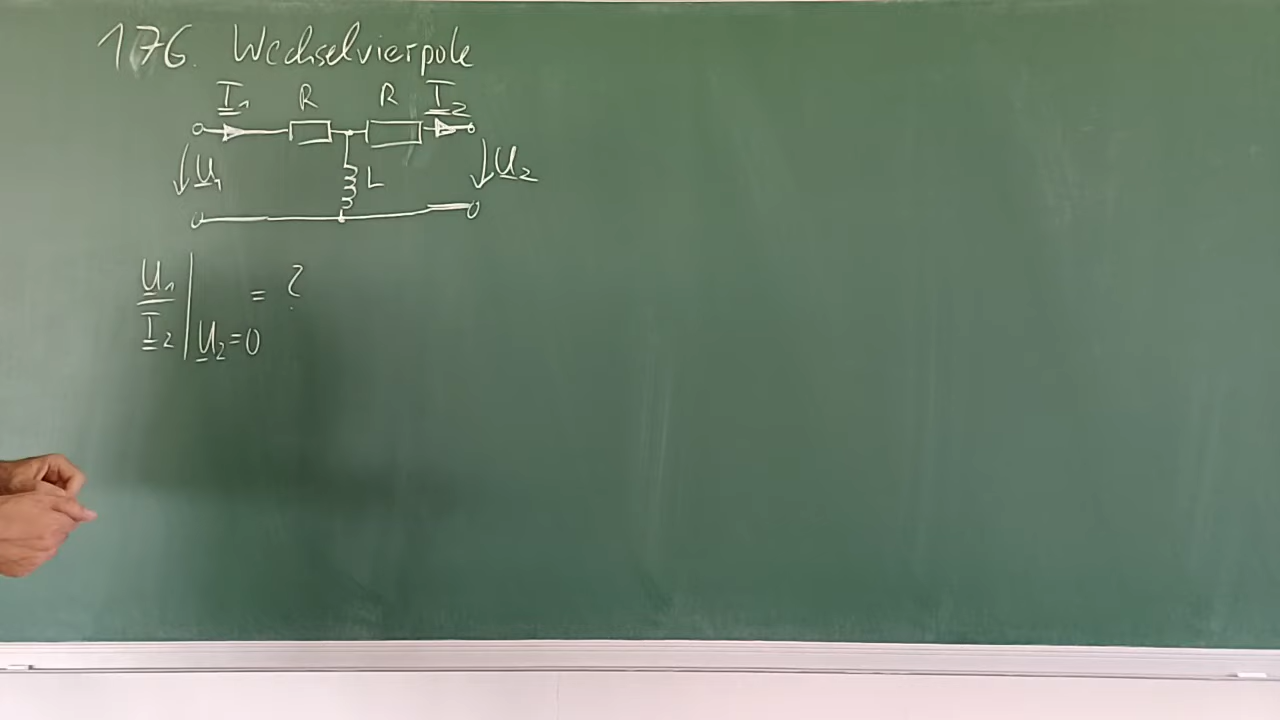 176. Wechselvierpole
I1 R R I2
U1 L U2
U1
I2 | U2=0 = ?